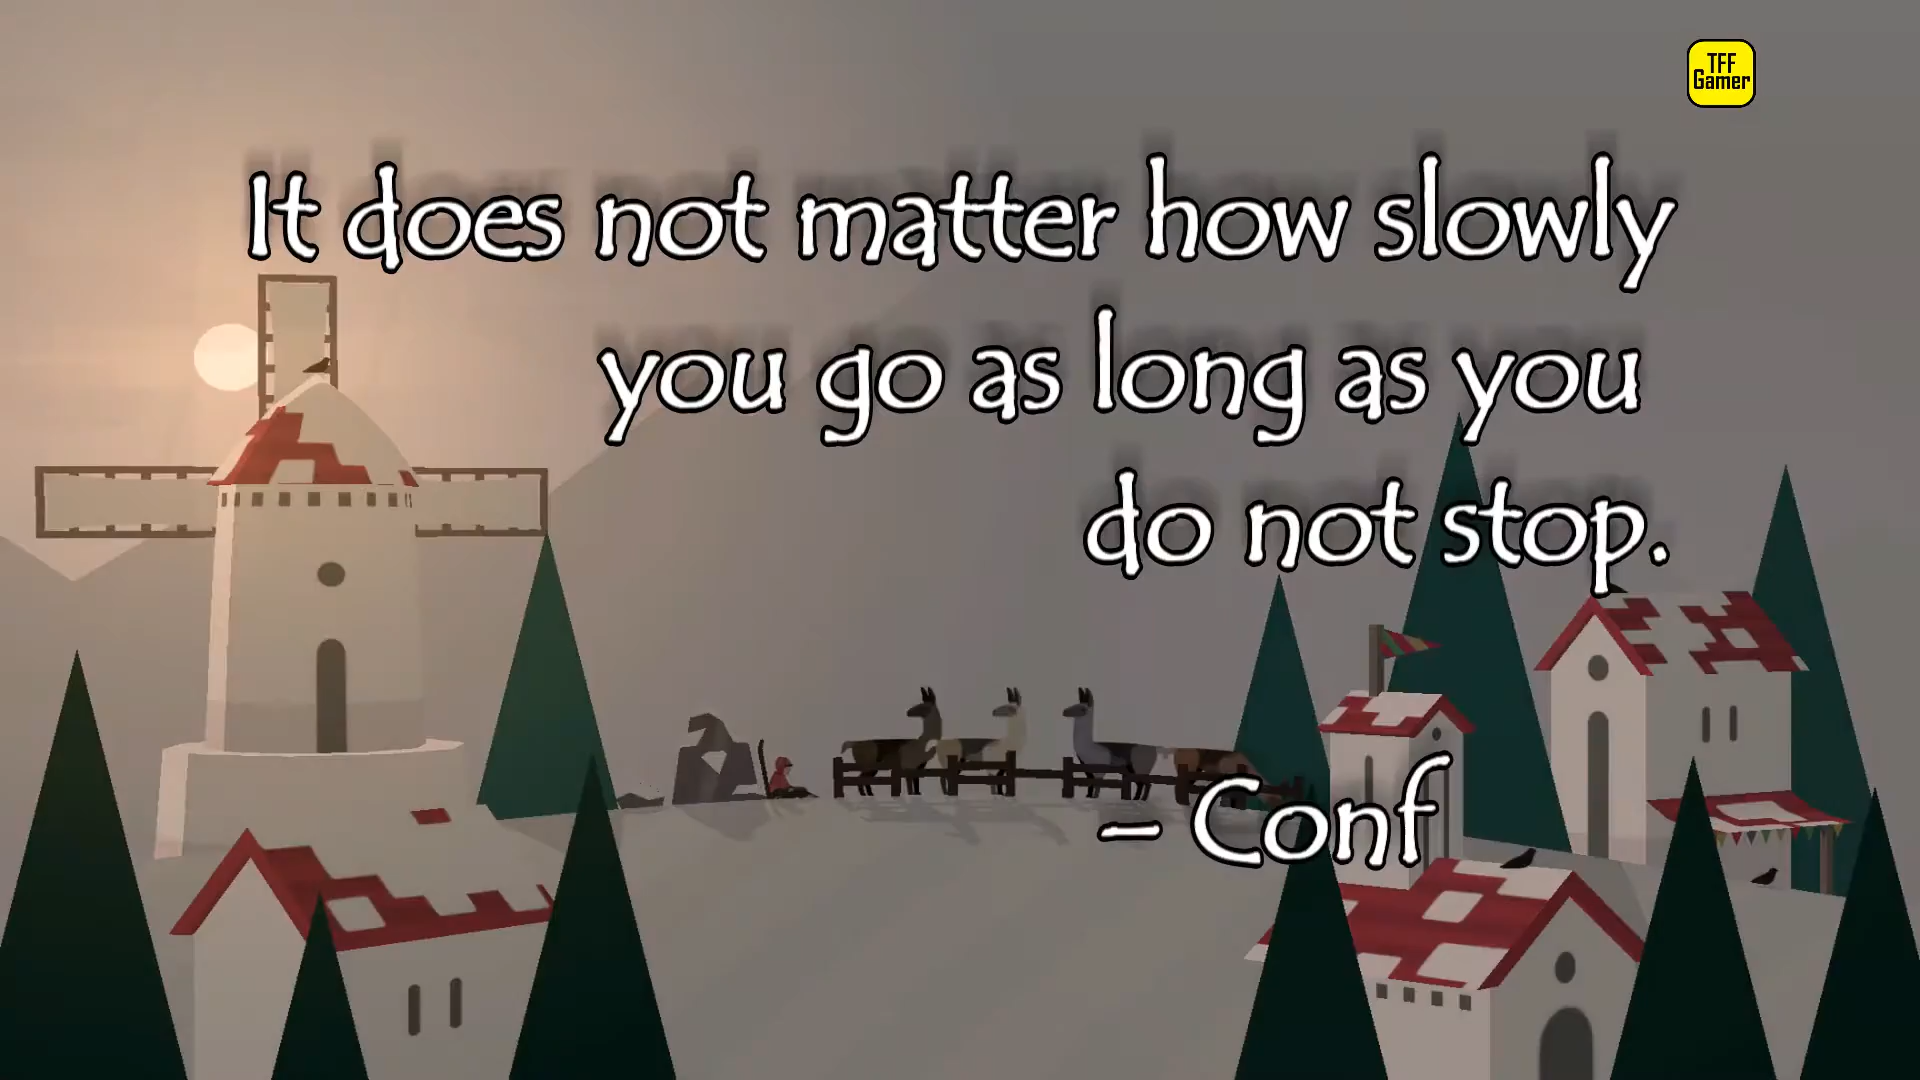 TFF
Gamer
It does not matter how slowly
you go as long as you
do not stop.
– Conf